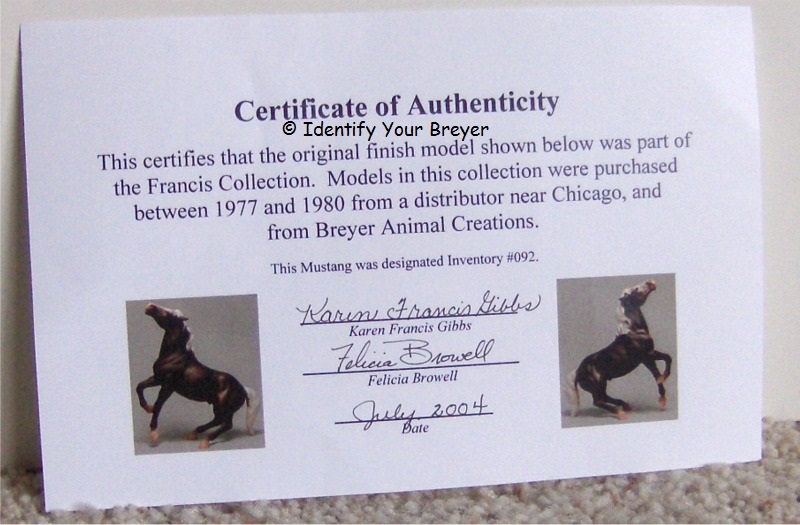 Certificate of Authenticity
© Identify Your Breyer
This certifies that the original finish model shown below was part of
the Francis Collection. Models in this collection were purchased
between 1977 and 1980 from a distributor near Chicago, and
from Breyer Animal Creations.
This Mustang was designated Inventory #092.
Karen Francis Gibbs
Karen Francis Gibbs
Felicia Browell
Felicia Browell
July 2004
Date